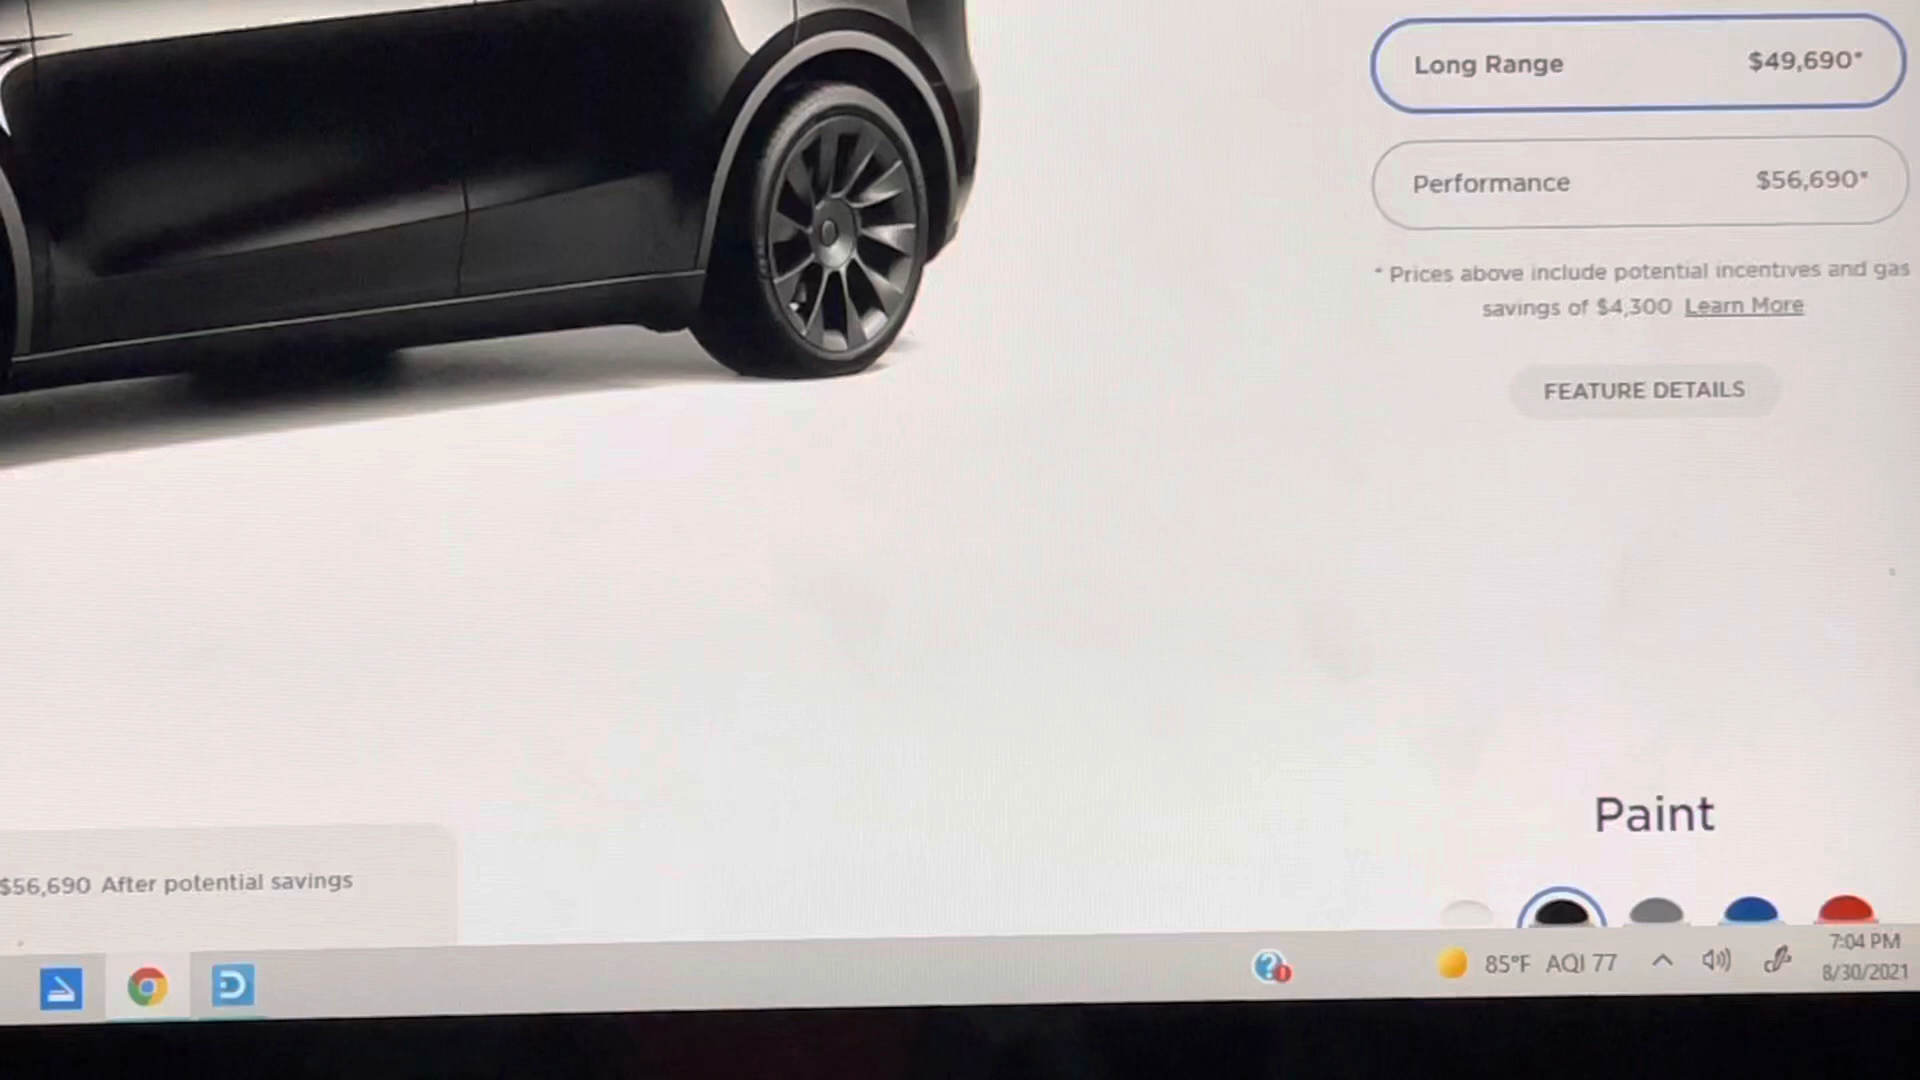 Long Range $49,690*
Performance $56,690*
* Prices above include potential incentives and gas
savings of $4,300 Learn More
FEATURE DETAILS
Paint
$56,690 After potential savings
85°F AQI 77
7:04 PM
8/30/2021